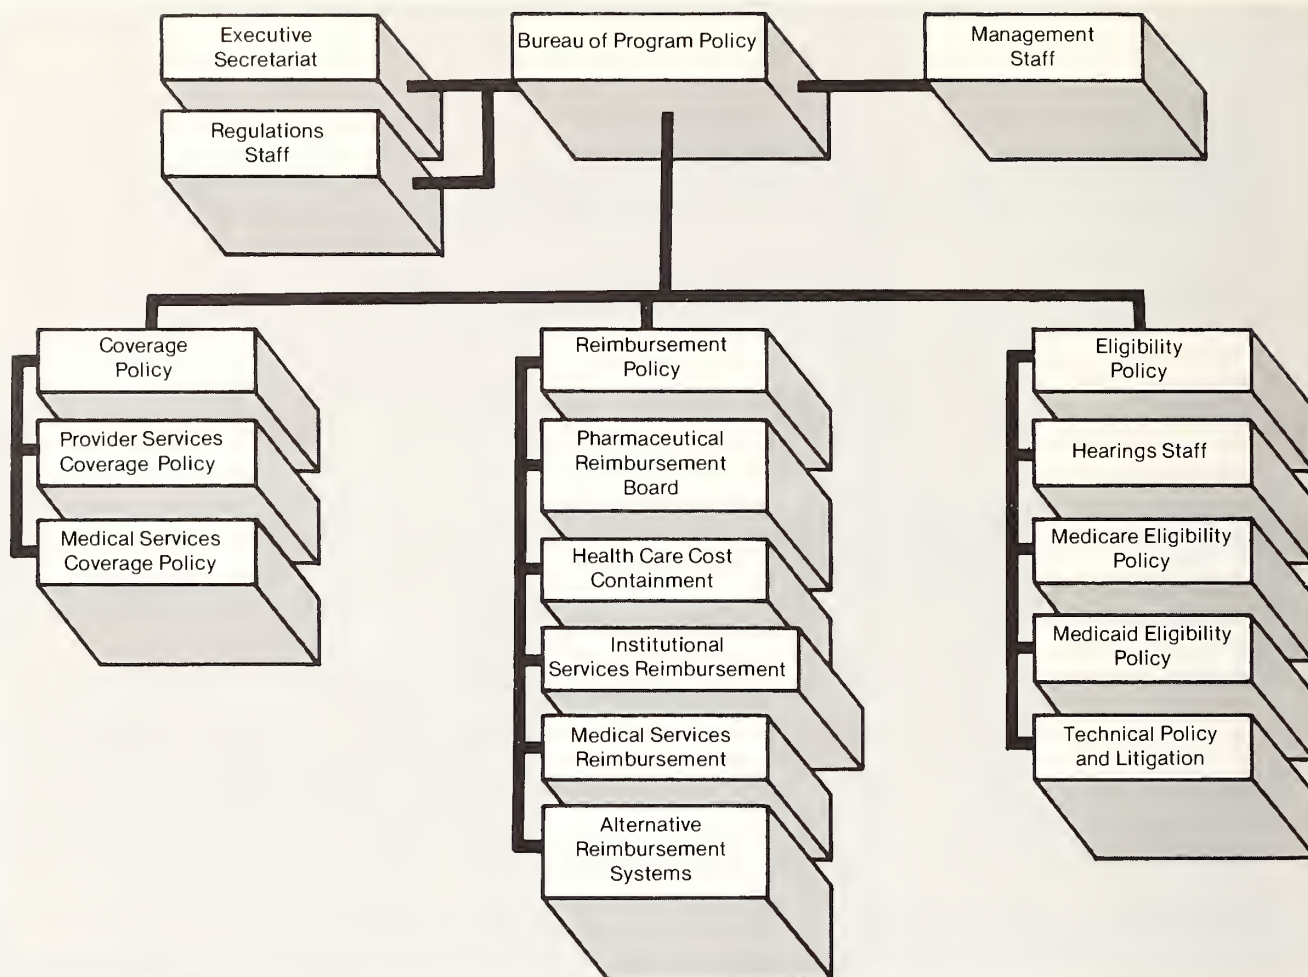 Executive
Secretariat
Bureau of Program Policy
Management
Staff
Regulations
Staff
Coverage
Policy
Provider Services
Coverage Policy
Medical Services
Coverage Policy
Reimbursement
Policy
Pharmaceutical
Reimbursement
Board
Health Care Cost
Containment
Institutional
Services Reimbursement
Medical Services
Reimbursement
Alternative
Reimbursement
Systems
Eligibility
Policy
Hearings Staff
Medicare Eligibility
Policy
Medicaid Eligibility
Policy
Technical Policy
and Litigation